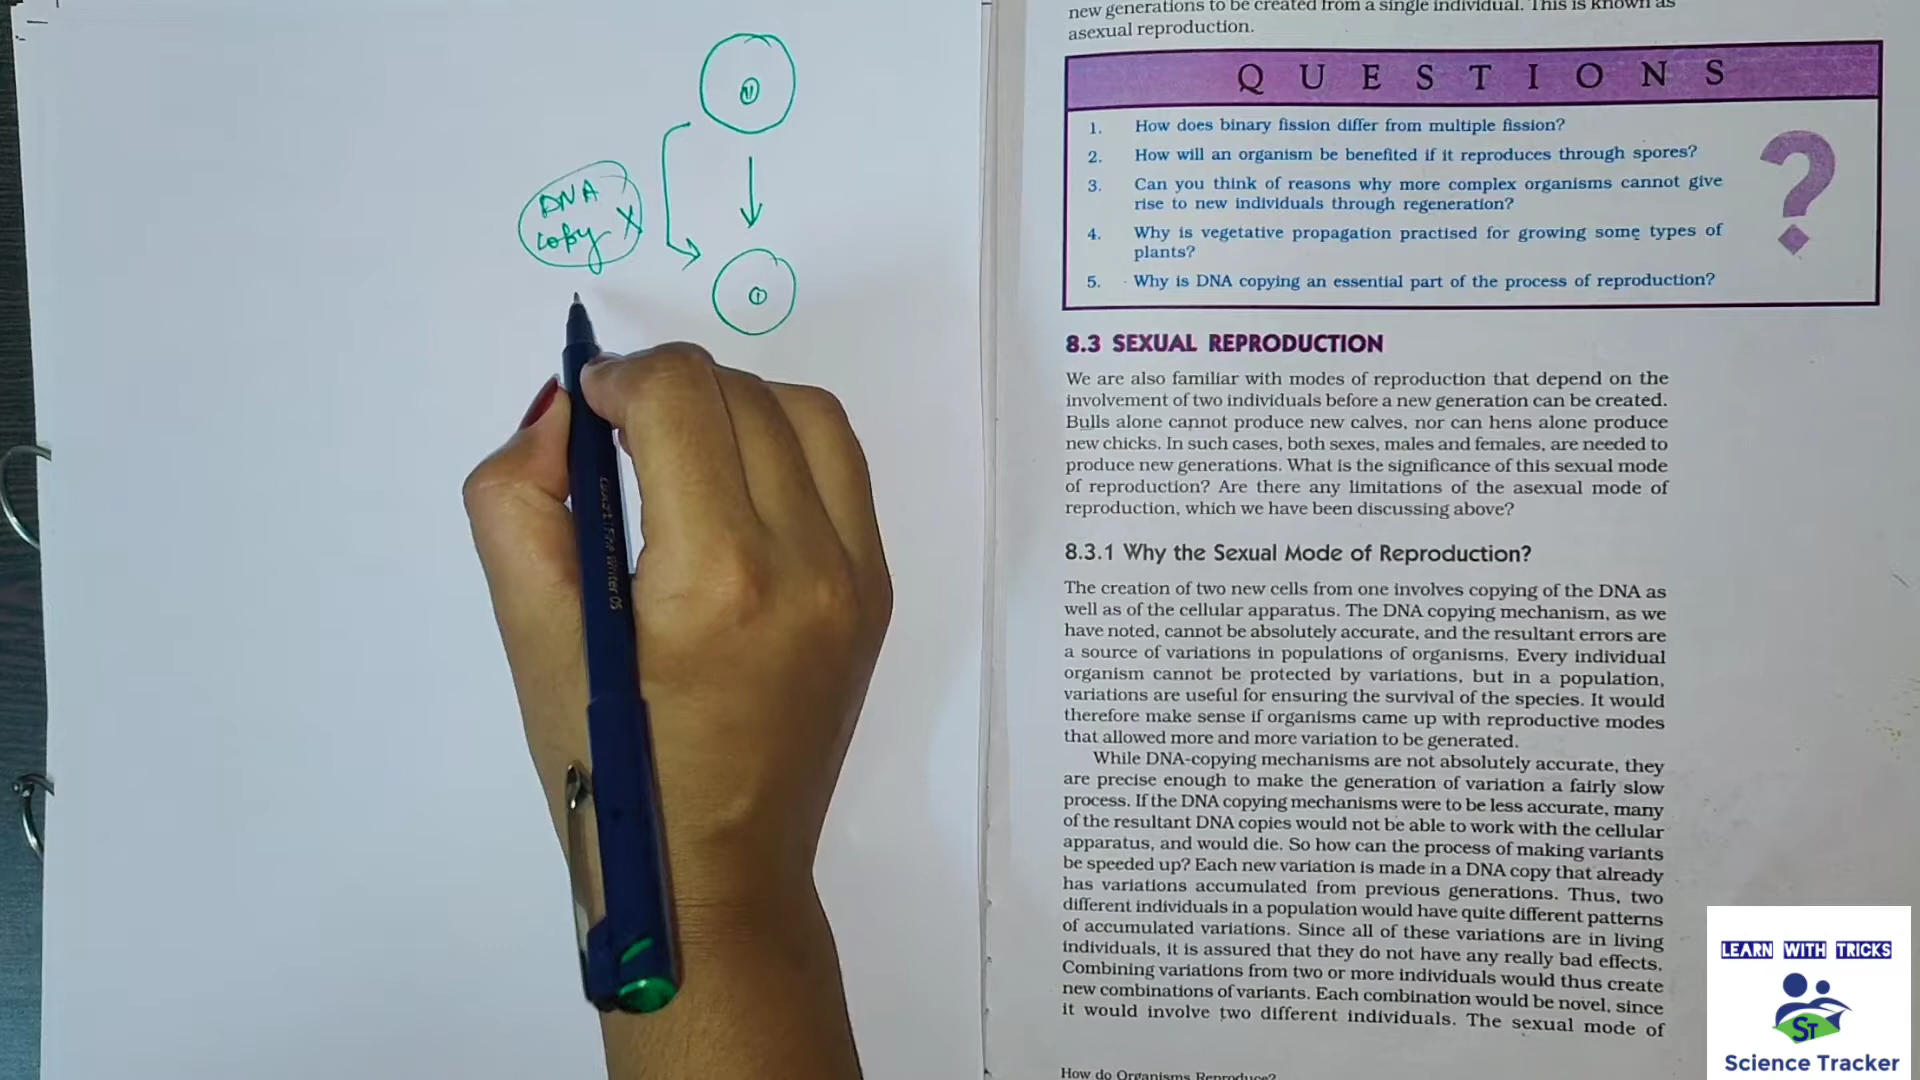 DNA
copy X
new generations to be created from a single individual. This is known as
asexual reproduction.
QUESTIONS
1. How does binary fission differ from multiple fission?
2. How will an organism be benefited if it reproduces through spores?
3. Can you think of reasons why more complex organisms cannot give
rise to new individuals through regeneration?
4. Why is vegetative propagation practised for growing some types of
plants?
5. Why is DNA copying an essential part of the process of reproduction?
?
8.3 SEXUAL REPRODUCTION
We are also familiar with modes of reproduction that depend on the
involvement of two individuals before a new generation can be created.
Bulls alone cannot produce new calves, nor can hens alone produce
new chicks. In such cases, both sexes, males and females, are needed to
produce new generations. What is the significance of this sexual mode
of reproduction? Are there any limitations of the asexual mode of
reproduction, which we have been discussing above?
8.3.1 Why the Sexual Mode of Reproduction?
The creation of two new cells from one involves copying of the DNA as
well as of the cellular apparatus. The DNA copying mechanism, as we
have noted, cannot be absolutely accurate, and the resultant errors are
a source of variations in populations of organisms. Every individual
organism cannot be protected by variations, but in a population,
variations are useful for ensuring the survival of the species. It would
therefore make sense if organisms came up with reproductive modes
that allowed more and more variation to be generated.
While DNA-copying mechanisms are not absolutely accurate, they
are precise enough to make the generation of variation a fairly slow
process. If the DNA copying mechanisms were to be less accurate, many
of the resultant DNA copies would not be able to work with the cellular
apparatus, and would die. So how can the process of making variants
be speeded up? Each new variation is made in a DNA copy that already
has variations accumulated from previous generations. Thus, two
different individuals in a population would have quite different patterns
of accumulated variations. Since all of these variations are in living
individuals, it is assured that they do not have any really bad effects.
Combining variations from two or more individuals would thus create
new combinations of variants. Each combination would be novel, since
it would involve two different individuals. The sexual mode of
How do Organisms Reproduce?
LEARN WITH TRICKS
ST
Science Tracker